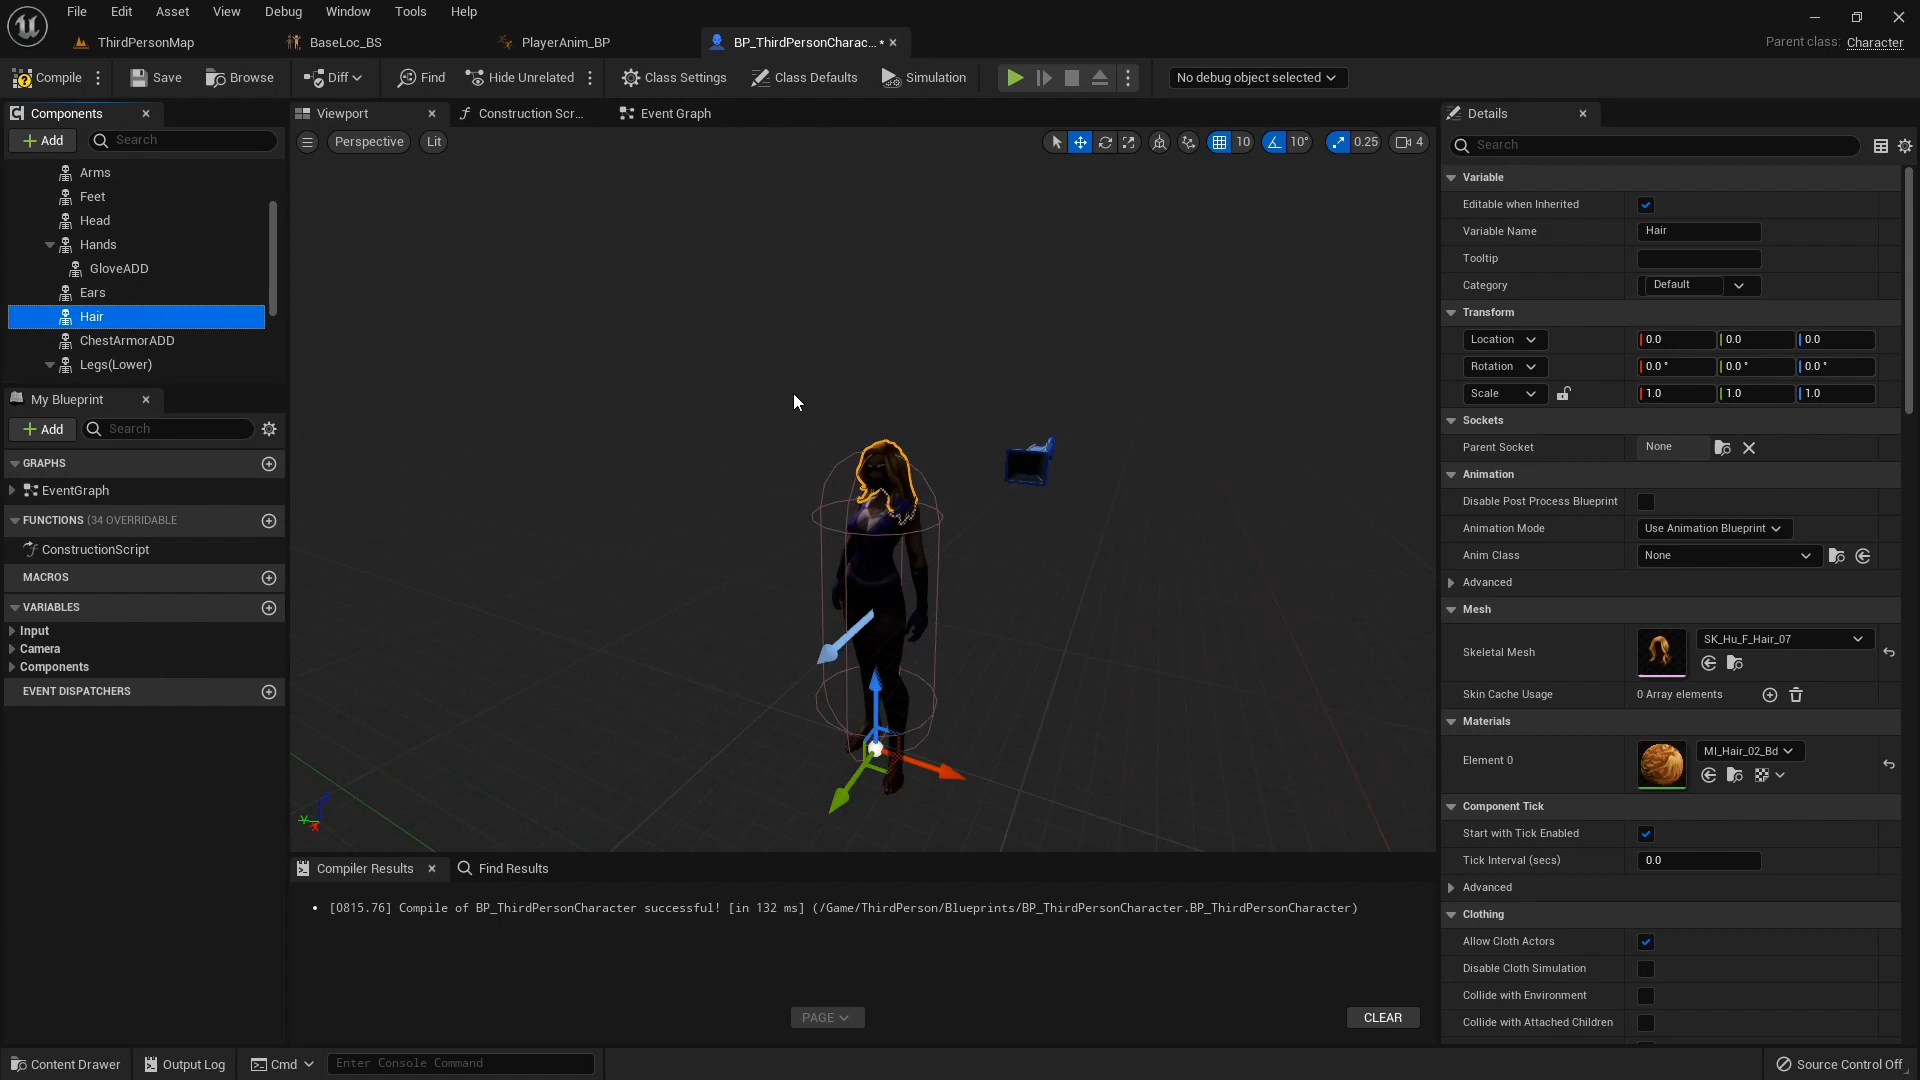 File Edit Asset View Debug Window Tools Help
ThirdPersonMap BaseLoc_BS PlayerAnim_BP BP_ThirdPersonCharac... •
Parent class: Character
Compile Save Browse Diff Find Hide Unrelated Class Settings Class Defaults Simulation No debug object selected
Components
Add Search
Arms
Feet
Head
Hands
GloveADD
Ears
Hair
ChestArmorADD
Legs(Lower)
My Blueprint
Add Search
GRAPHS
EventGraph
FUNCTIONS (34 OVERRIDABLE
ConstructionScript
MACROS
VARIABLES
Input
Camera
Components
EVENT DISPATCHERS
Viewport Construction Scr... Event Graph
Perspective Lit 10 10° 0.25 4
Compiler Results Find Results
• [0815.76] Compile of BP_ThirdPersonCharacter successful! [in 132 ms] (/Game/ThirdPerson/Blueprints/BP_ThirdPersonCharacter.BP_ThirdPersonCharacter)
PAGE CLEAR
Details
Search
Variable
Editable when Inherited
Variable Name Hair
Tooltip
Category Default
Transform
Location 0.0 0.0 0.0
Rotation 0.0 ° 0.0 ° 0.0 °
Scale 1.0 1.0 1.0
Sockets
Parent Socket None
Animation
Disable Post Process Blueprint
Animation Mode Use Animation Blueprint
Anim Class None
Advanced
Mesh
Skeletal Mesh SK_Hu_F_Hair_07
Skin Cache Usage 0 Array elements
Materials
Element 0 MI_Hair_02_Bd
Component Tick
Start with Tick Enabled
Tick Interval (secs) 0.0
Advanced
Clothing
Allow Cloth Actors
Disable Cloth Simulation
Collide with Environment
Collide with Attached Children
Content Drawer Output Log Cmd Enter Console Command Source Control Off